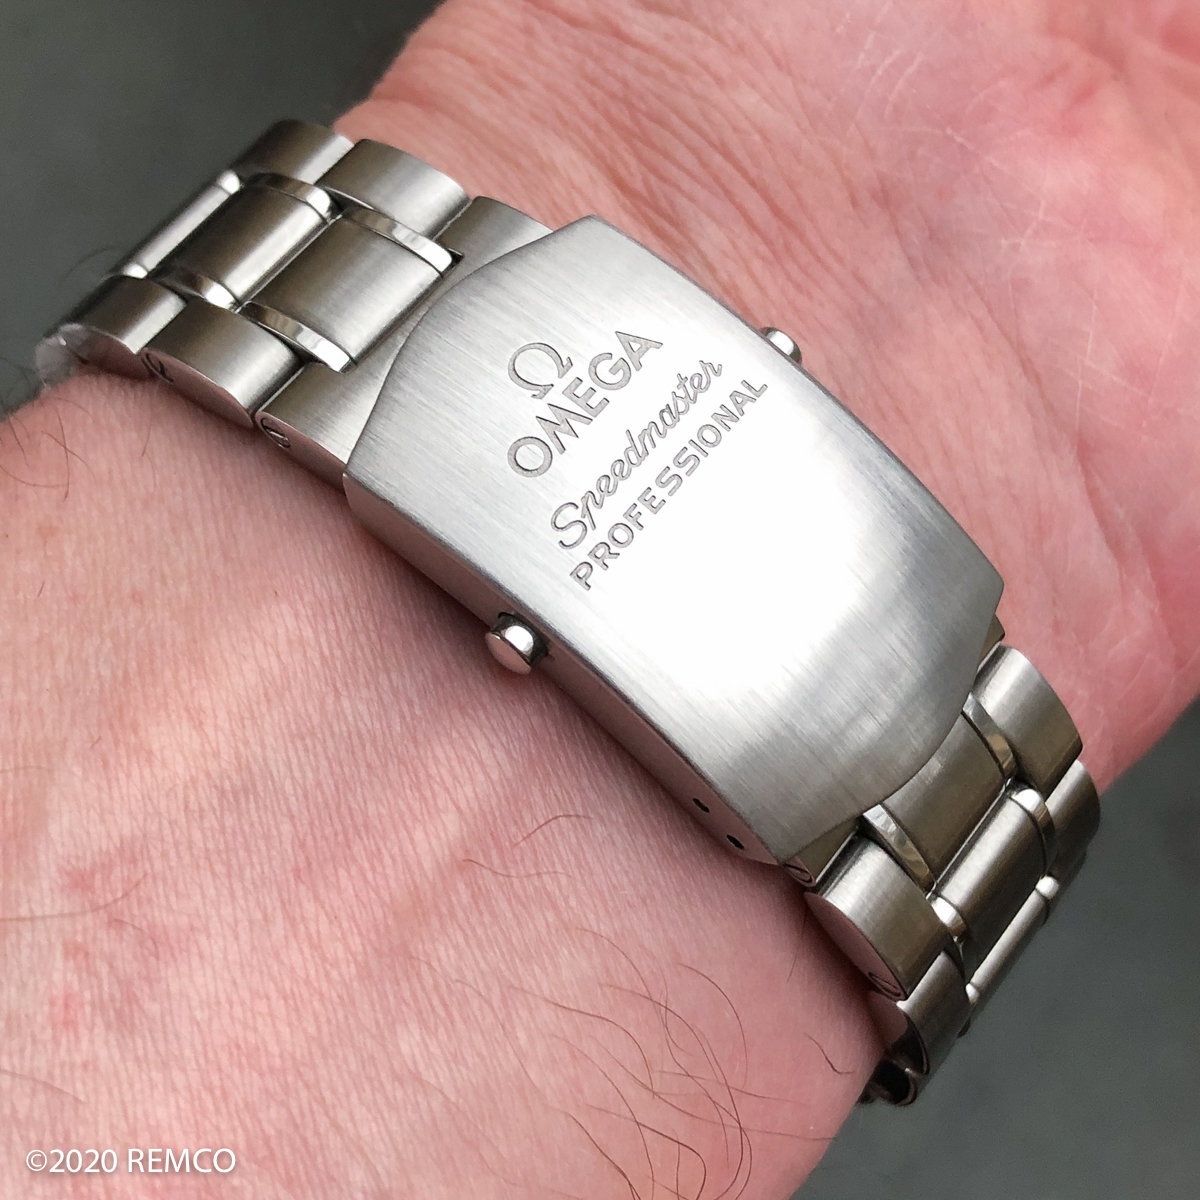 Ω
OMEGA
Speedmaster
PROFESSIONAL
©2020 REMCO